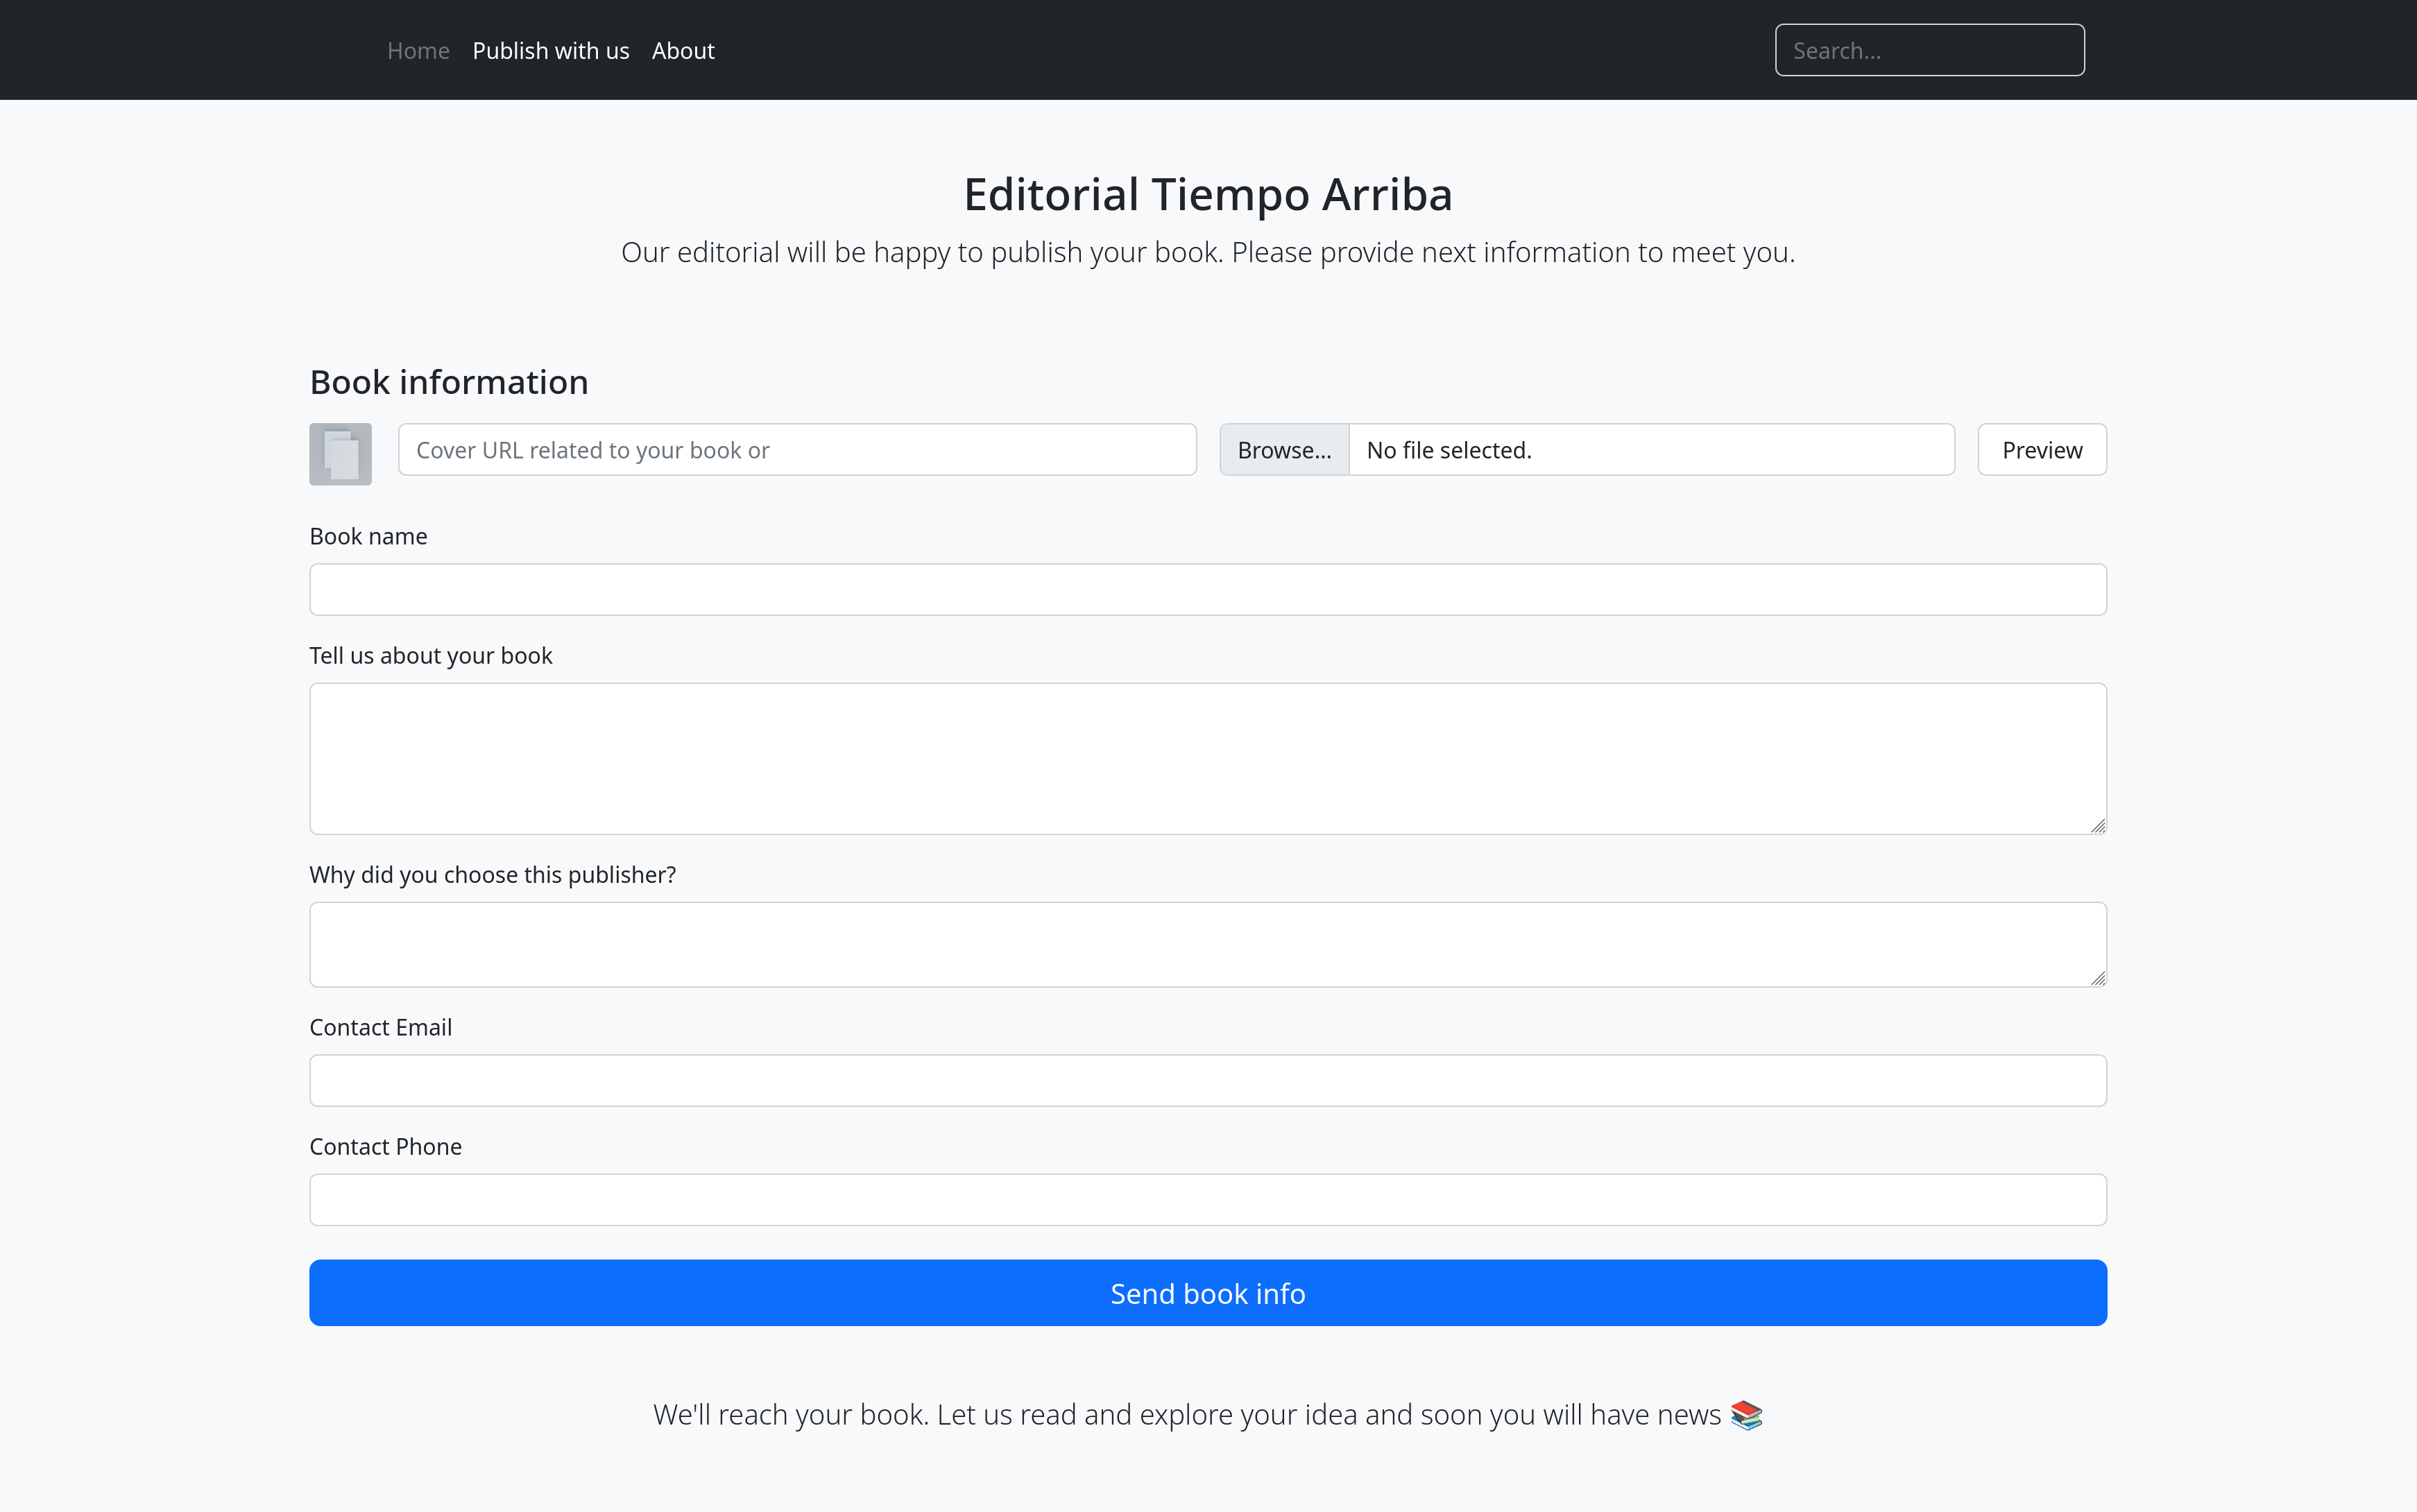 Home Publish with us About Search...
Editorial Tiempo Arriba
Our editorial will be happy to publish your book. Please provide next information to meet you.
Book information
Cover URL related to your book or Browse... No file selected. Preview
Book name
Tell us about your book
Why did you choose this publisher?
Contact Email
Contact Phone
Send book info
We'll reach your book. Let us read and explore your idea and soon you will have news 📚